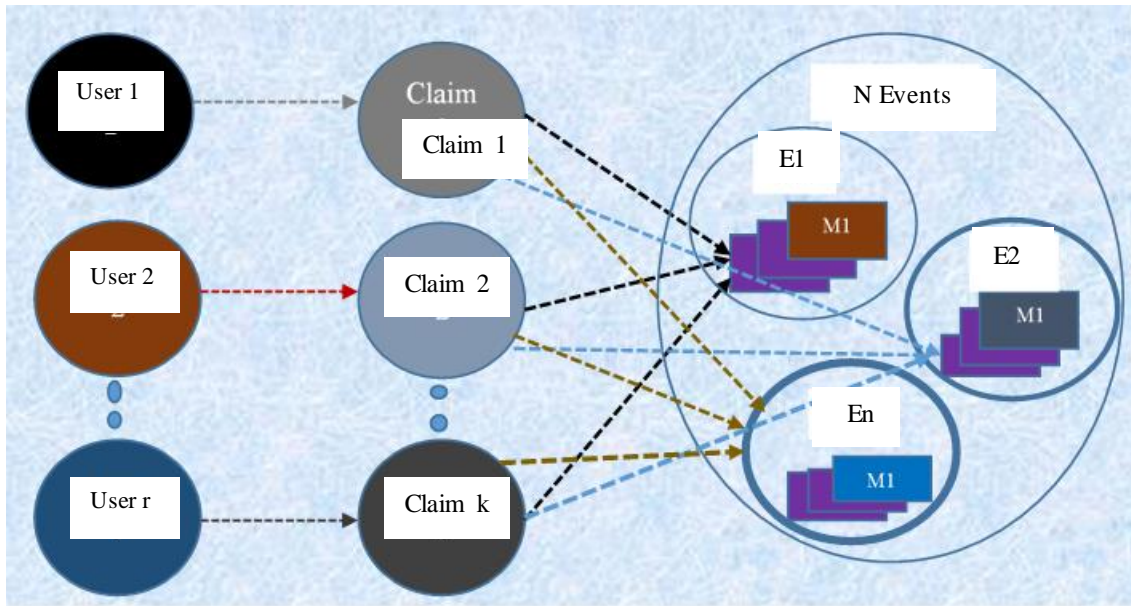 User 1
Claim
Claim 1
N Events
E1
M1
User 2
Claim 2
E2
M1
En
M1
User r
Claim k